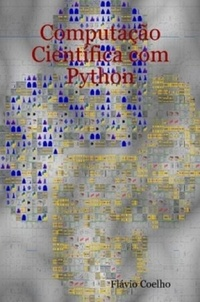 Computação
Científica com
Python
Flávio Coelho